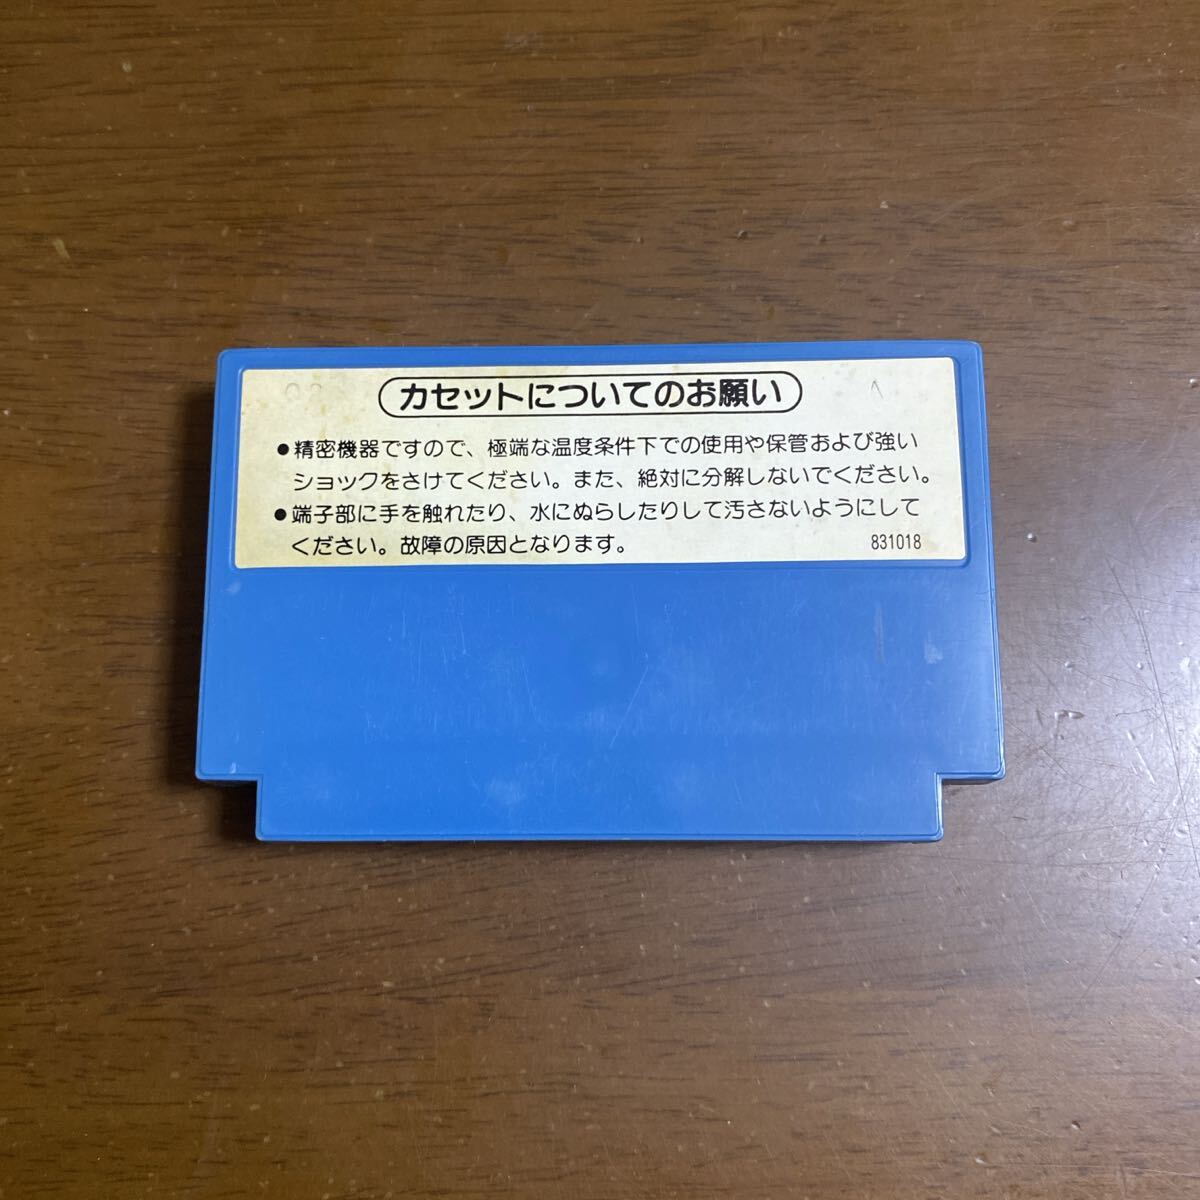 カセットについてのお願い
●精密機器ですので、極端な温度条件下での使用や保管および強い
ショックをさけてください。また、絶対に分解しないでください。
●端子部に手を触れたり、水にぬらしたりして汚さないようにして
ください。故障の原因となります。 831018